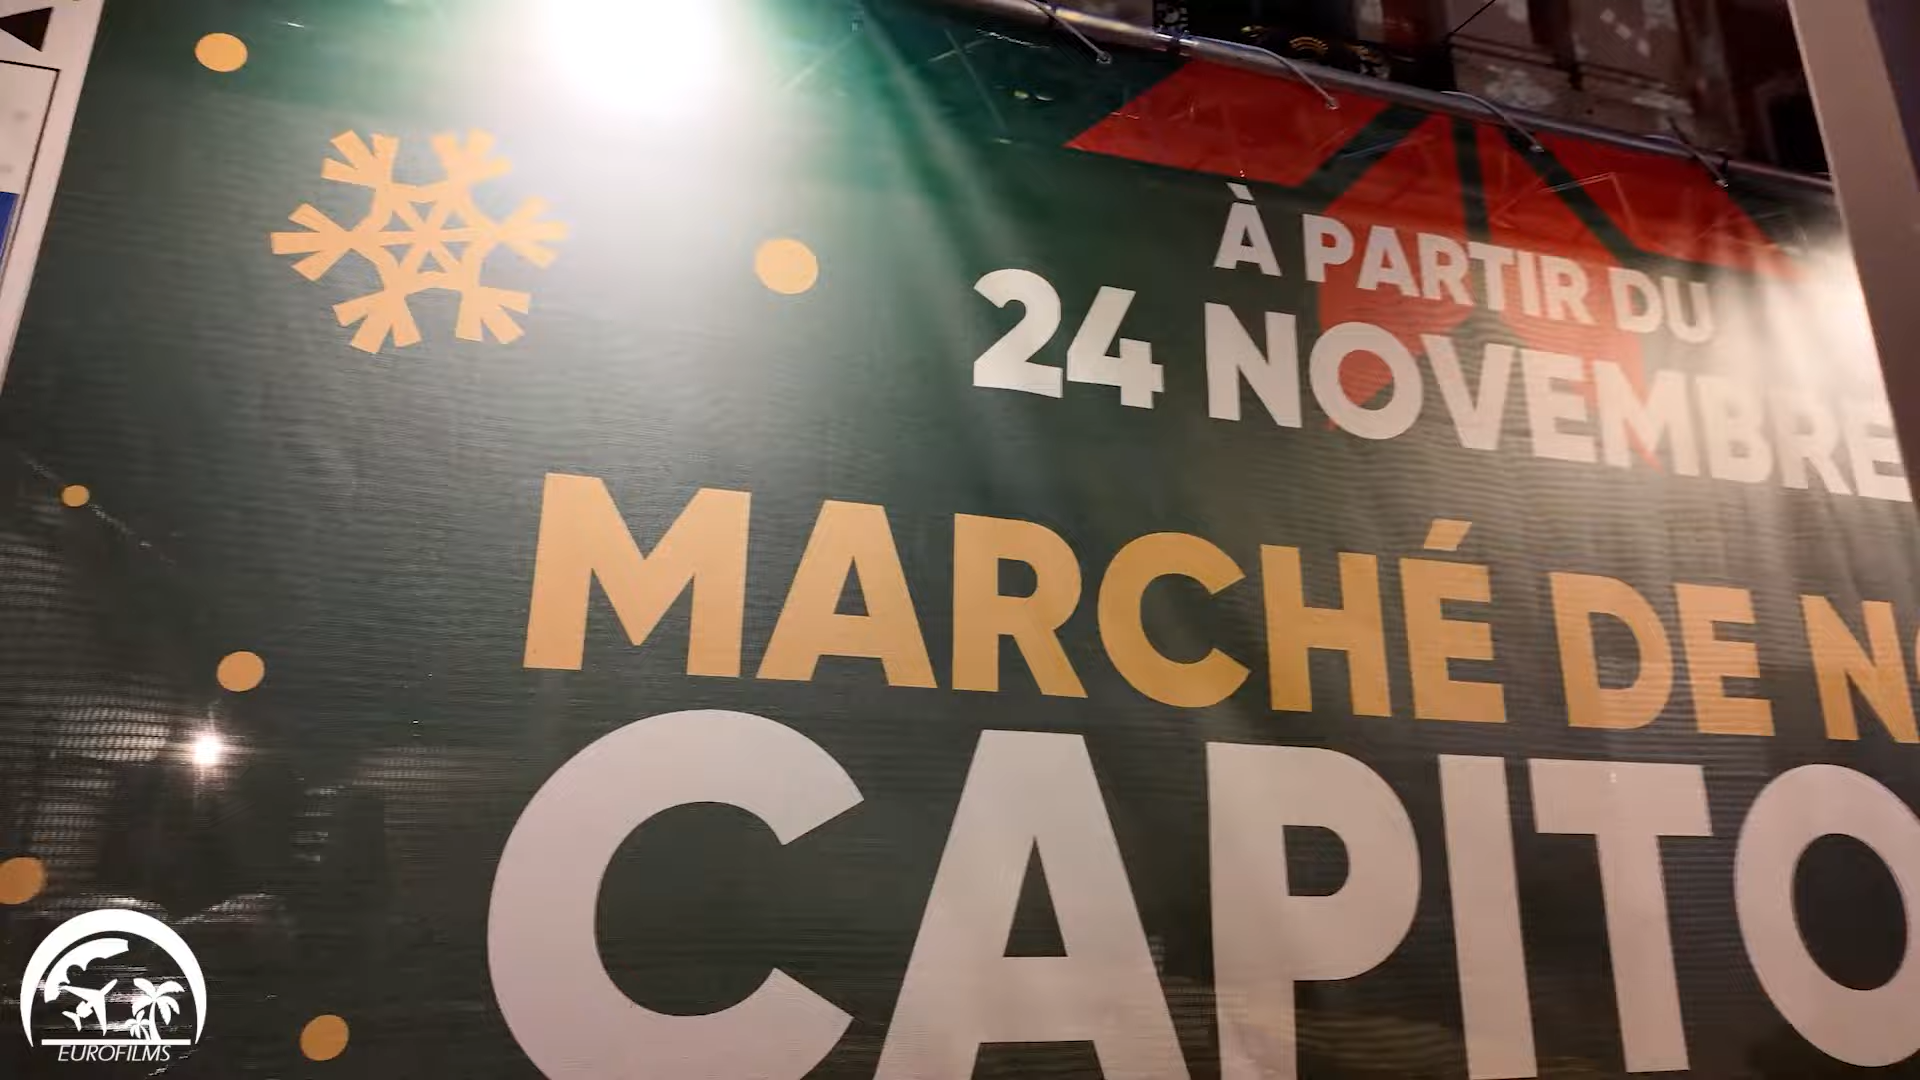 À PARTIR DU
24 NOVEMBRE
MARCHÉ DE N
CAPITO
EUROFILMS